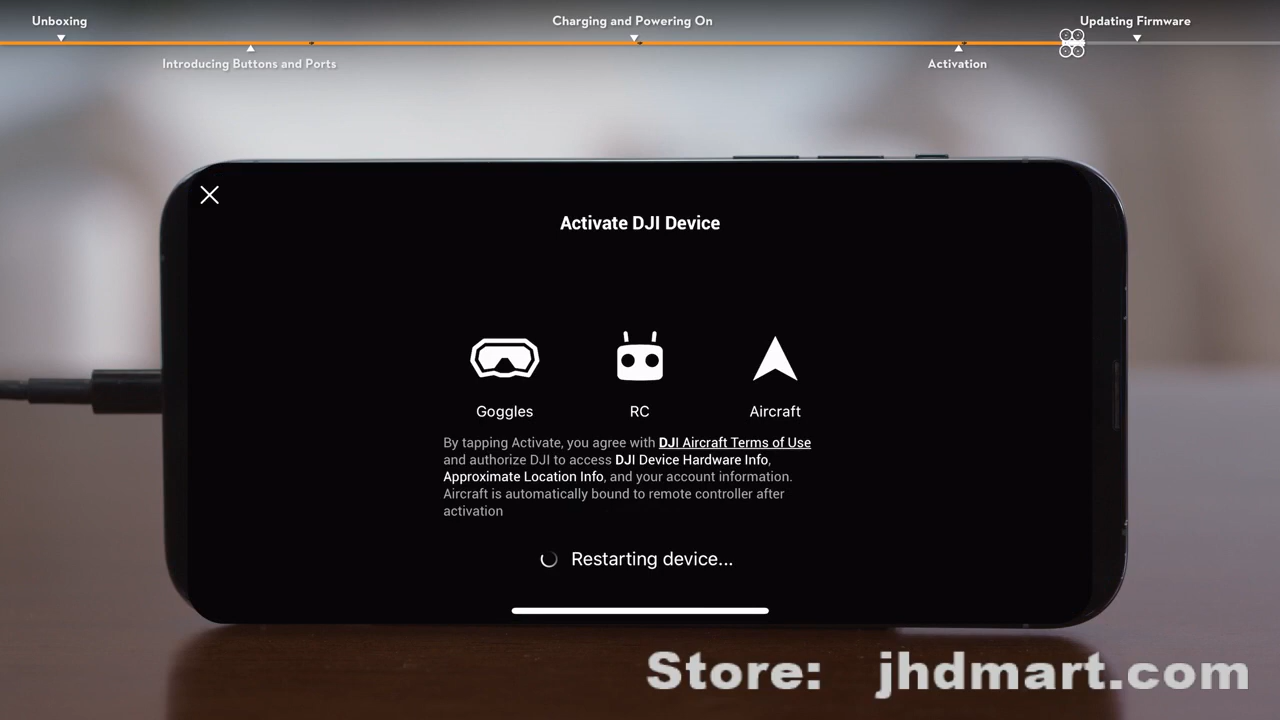 Unboxing
Charging and Powering On
Updating Firmware
Introducing Buttons and Ports
Activation
Activate DJI Device
Goggles
RC
Aircraft
By tapping Activate, you agree with DJI Aircraft Terms of Use
and authorize DJI to access DJI Device Hardware Info,
Approximate Location Info, and your account information.
Aircraft is automatically bound to remote controller after
activation
Restarting device...
Store: jhdmart.com